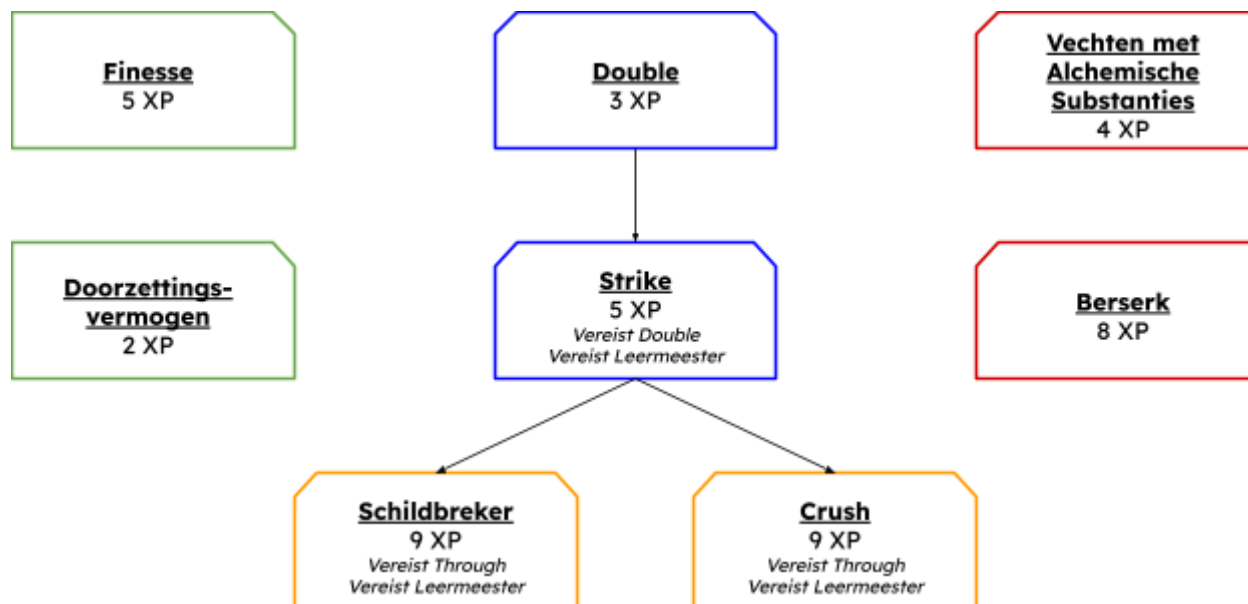 Finesse
5 XP
Double
3 XP
Vechten met
Alchemische
Substanties
4 XP
Doorzettings-
vermogen
2 XP
Strike
5 XP
Vereist Double
Vereist Leermeester
Berserk
8 XP
Schildbreker
9 XP
Vereist Through
Vereist Leermeester
Crush
9 XP
Vereist Through
Vereist Leermeester